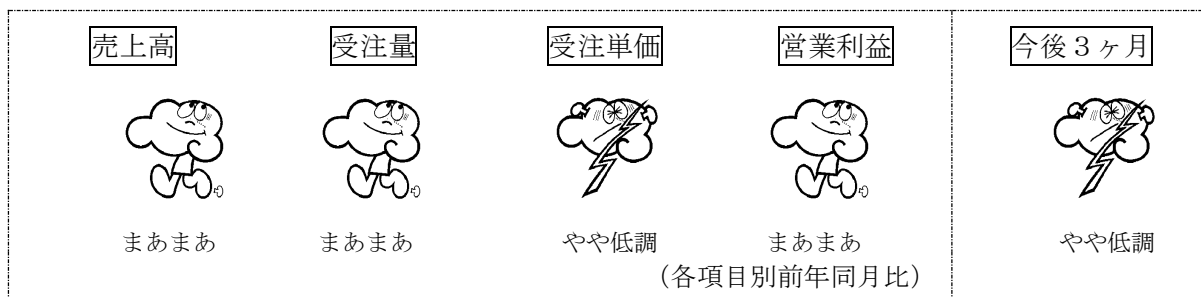 売上高 受注量 受注単価 営業利益 今後３ヶ月
まあまあ まあまあ やや低調 まあまあ やや低調
（各項目別前年同月比）